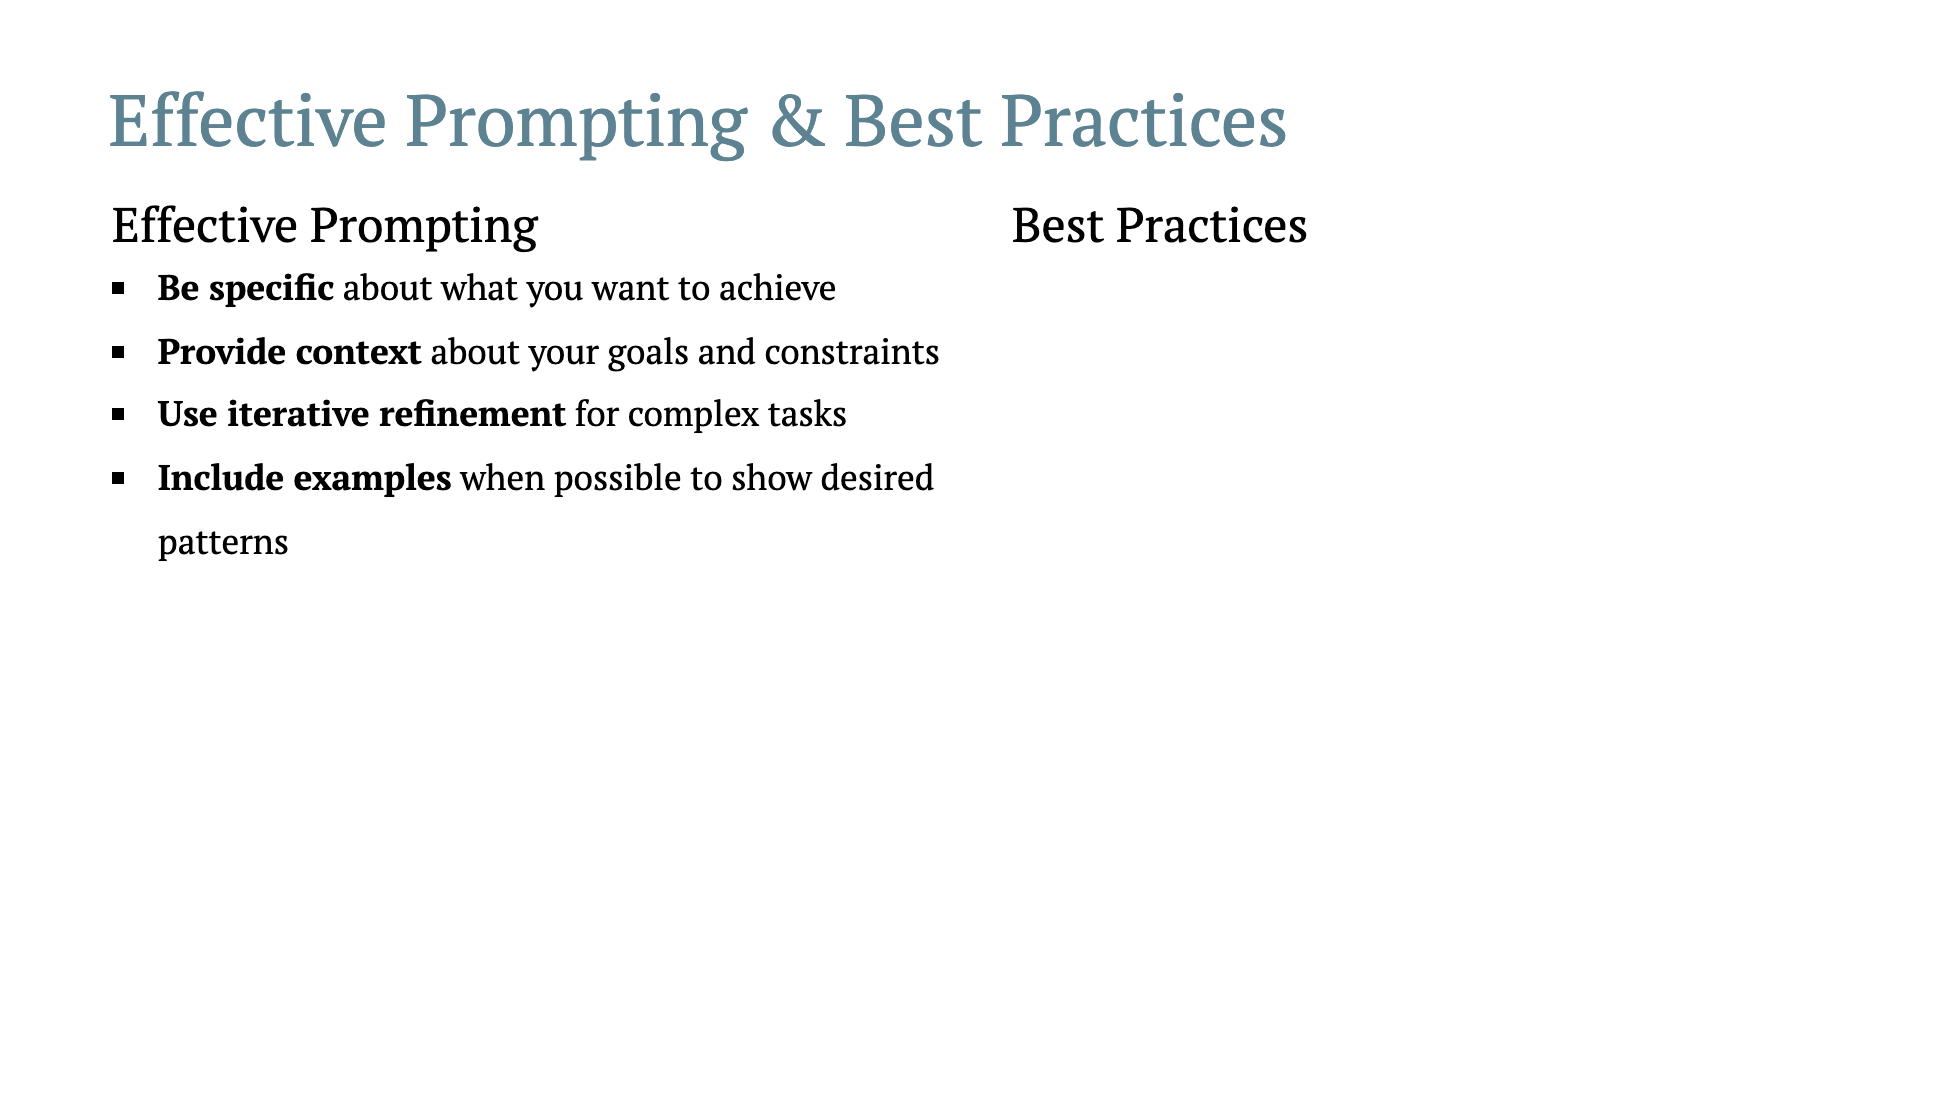 Effective Prompting & Best Practices
Effective Prompting
▪ Be specific about what you want to achieve
▪ Provide context about your goals and constraints
▪ Use iterative refinement for complex tasks
▪ Include examples when possible to show desired
patterns
Best Practices